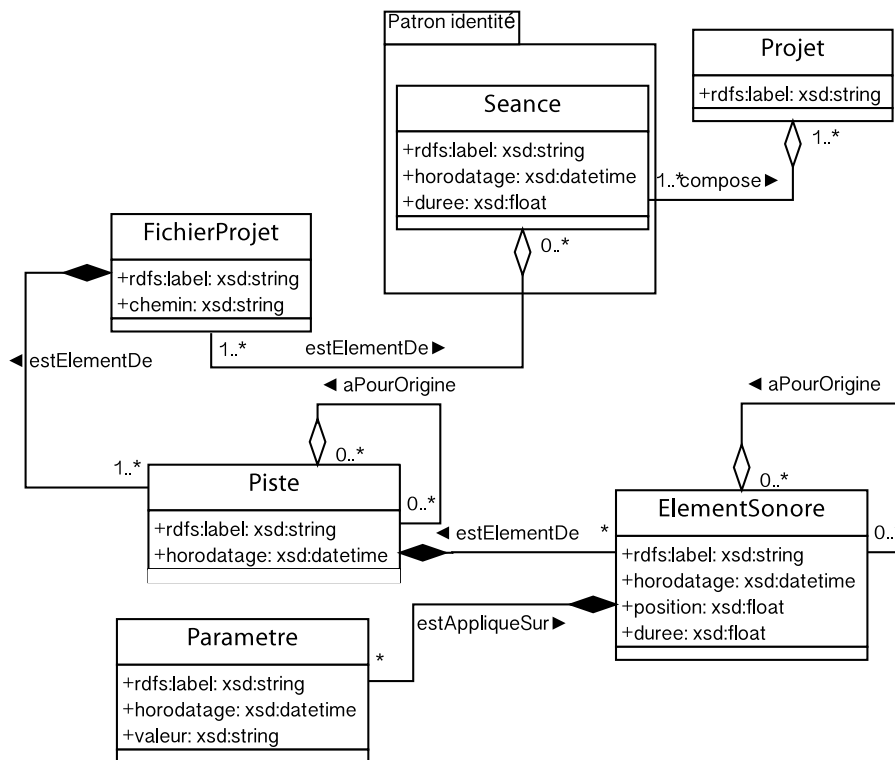 Patron identité
Projet
+rdfs:label: xsd:string
1..*
Seance
+rdfs:label: xsd:string
+horodatage: xsd:datetime
+duree: xsd:float
1..*
compose ►
0..*
FichierProjet
+rdfs:label: xsd:string
+chemin: xsd:string
1..*
estElementDe ►
◄ estElementDe
◄ aPourOrigine
0..*
1..*
Piste
+rdfs:label: xsd:string
+horodatage: xsd:datetime
0..*
◄ aPourOrigine
0..*
◄ estElementDe
*
ElementSonore
+rdfs:label: xsd:string
+horodatage: xsd:datetime
+position: xsd:float
+duree: xsd:float
0..
estAppliqueSur ►
*
Parametre
+rdfs:label: xsd:string
+horodatage: xsd:datetime
+valeur: xsd:string